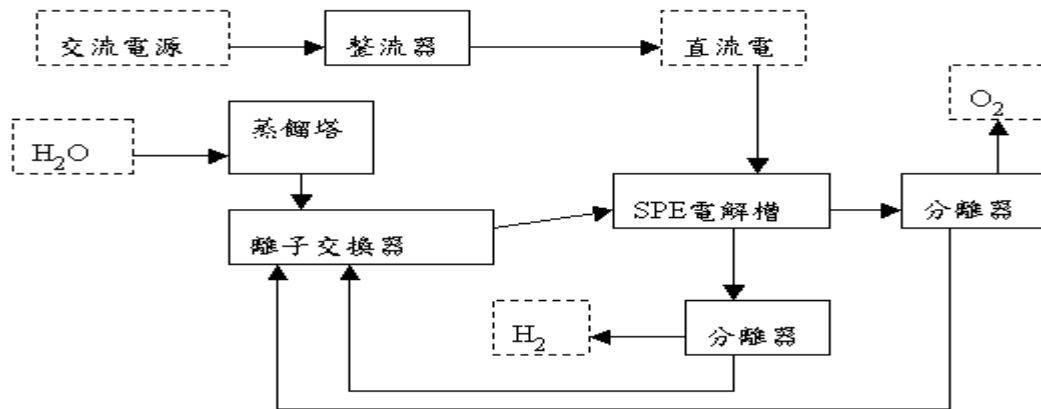 交流電源
整流器
直流電
O2
蒸餾塔
H2O
SPE電解槽
分離器
離子交換器
H2
分離器